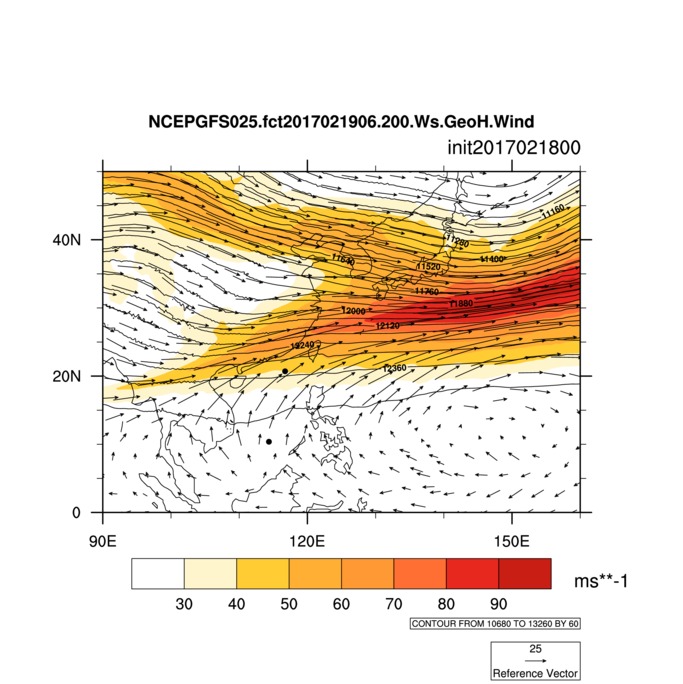 NCEPGFS025.fct2017021906.200.Ws.GeoH.Wind
init2017021800
11160
40N
11280
11640
11520
11400
11760
11880
12000
12120
12240
12360
20N
0
90E 120E 150E
ms**-1
30 40 50 60 70 80 90
CONTOUR FROM 10680 TO 13260 BY 60
25
Reference Vector